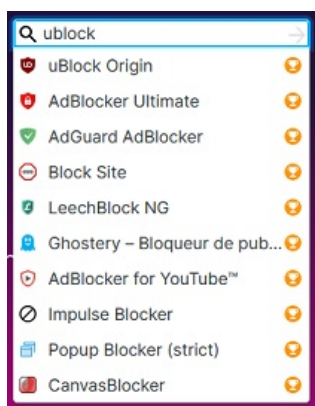 ublock
uBlock Origin
AdBlocker Ultimate
AdGuard AdBlocker
Block Site
LeechBlock NG
Ghostery – Bloqueur de pub...
AdBlocker for YouTube™
Impulse Blocker
Popup Blocker (strict)
CanvasBlocker